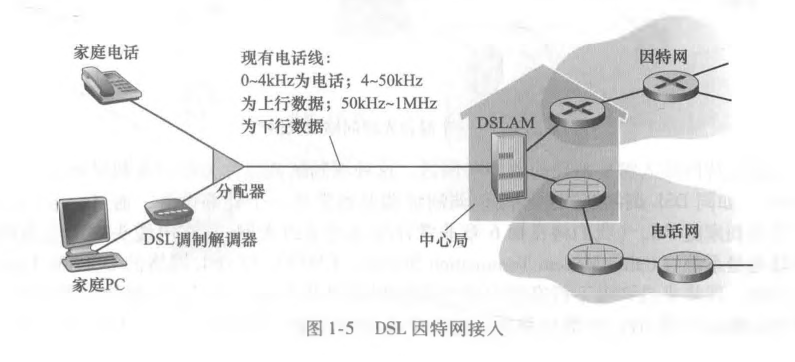 家庭电话
现有电话线：
0~4kHz为电话；4~50kHz
为上行数据；50kHz~1MHz
为下行数据
因特网
DSLAM
分配器
DSL调制解调器
家庭PC
中心局
电话网
图 1-5 DSL 因特网接入